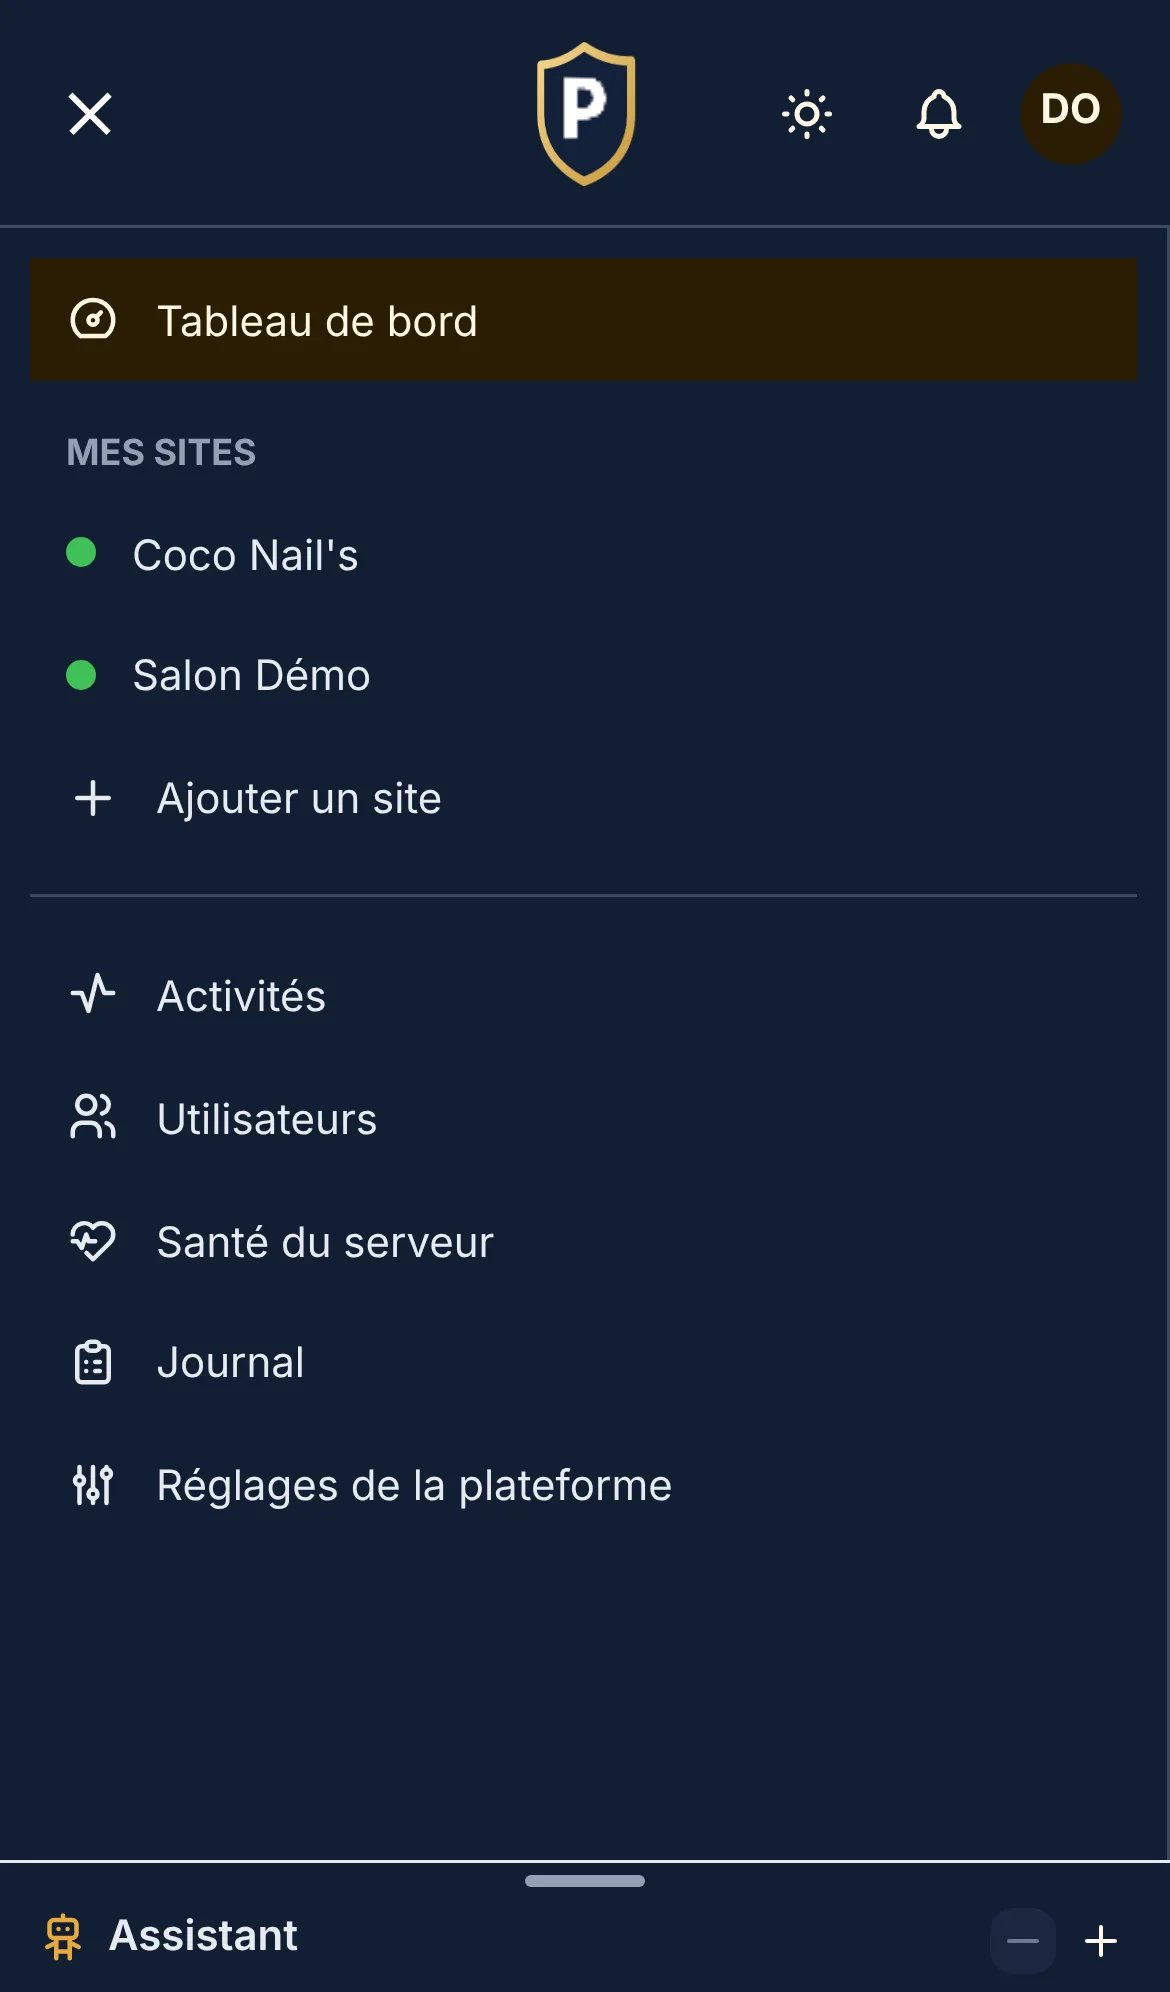 P
DO
Tableau de bord
MES SITES
Coco Nail's
Salon Démo
Ajouter un site
Activités
Utilisateurs
Santé du serveur
Journal
Réglages de la plateforme
Assistant